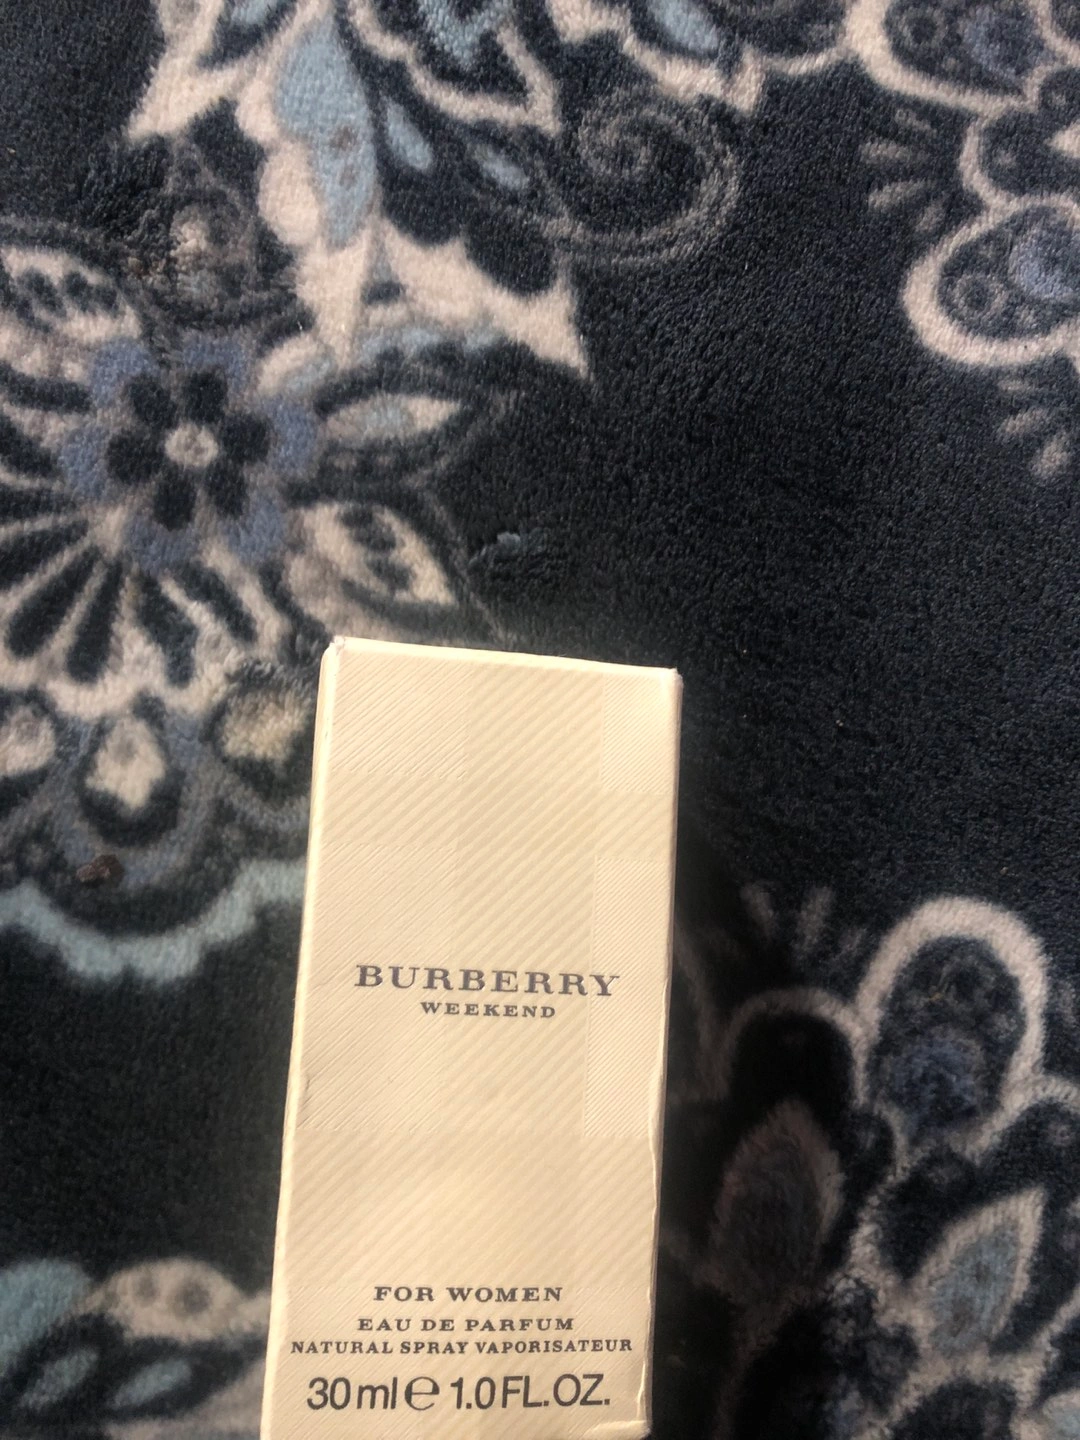 BURBERRY
WEEKEND
FOR WOMEN
EAU DE PARFUM
NATURAL SPRAY VAPORISATEUR
30ml℮ 1.0FL.OZ.